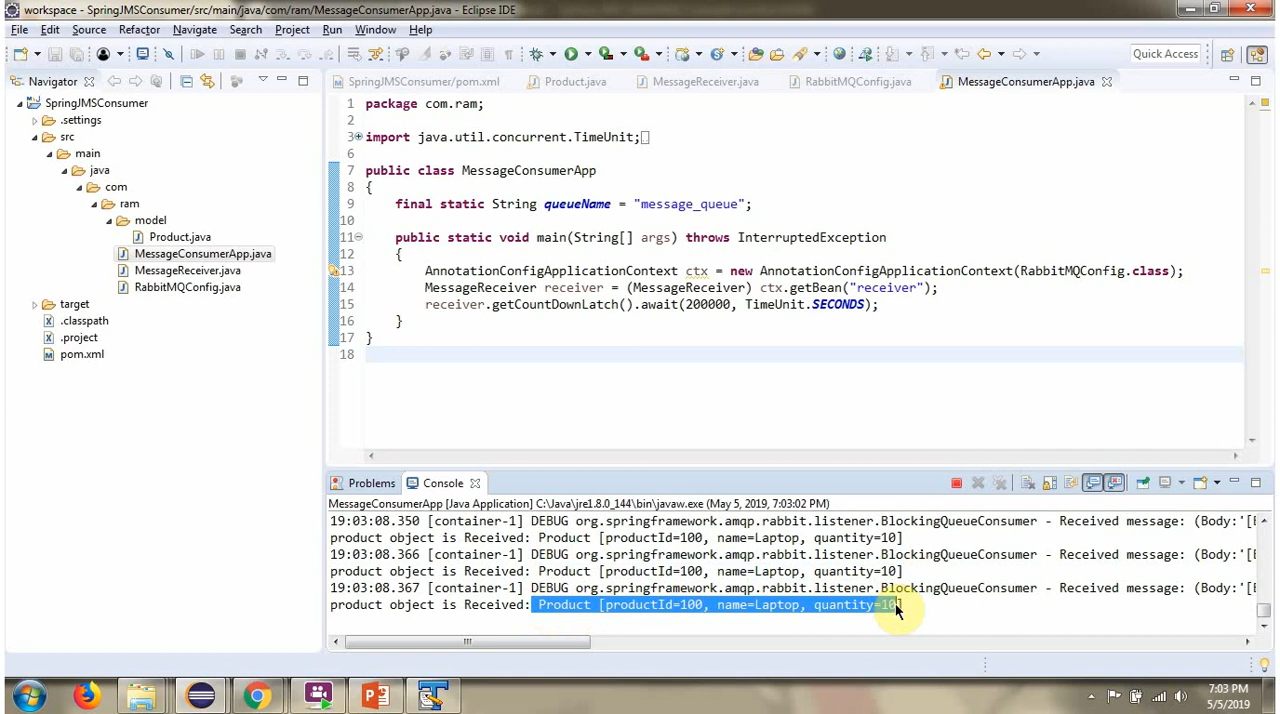 workspace - SpringJMSConsumer/src/main/java/com/ram/MessageConsumerApp.java - Eclipse IDE
File Edit Source Refactor Navigate Search Project Run Window Help
Quick Access
Navigator
SpringJMSConsumer/pom.xml Product.java MessageReceiver.java RabbitMQConfig.java MessageConsumerApp.java
SpringJMSConsumer
.settings
src
main
java
com
ram
model
Product.java
MessageConsumerApp.java
MessageReceiver.java
RabbitMQConfig.java
target
.classpath
.project
pom.xml
1 package com.ram;
2
3 import java.util.concurrent.TimeUnit;
6
7 public class MessageConsumerApp
8 {
9 final static String queueName = "message_queue";
10
11 public static void main(String[] args) throws InterruptedException
12 {
13 AnnotationConfigApplicationContext ctx = new AnnotationConfigApplicationContext(RabbitMQConfig.class);
14 MessageReceiver receiver = (MessageReceiver) ctx.getBean("receiver");
15 receiver.getCountDownLatch().await(200000, TimeUnit.SECONDS);
16 }
17 }
18
Problems Console
MessageConsumerApp [Java Application] C:\Java\jre1.8.0_144\bin\javaw.exe (May 5, 2019, 7:03:02 PM)
19:03:08.350 [container-1] DEBUG org.springframework.amqp.rabbit.listener.BlockingQueueConsumer - Received message: (Body:'[B
product object is Received: Product [productId=100, name=Laptop, quantity=10]
19:03:08.366 [container-1] DEBUG org.springframework.amqp.rabbit.listener.BlockingQueueConsumer - Received message: (Body:'[B
product object is Received: Product [productId=100, name=Laptop, quantity=10]
19:03:08.367 [container-1] DEBUG org.springframework.amqp.rabbit.listener.BlockingQueueConsumer - Received message: (Body:'[B
product object is Received: Product [productId=100, name=Laptop, quantity=10]
7:03 PM
5/5/2019